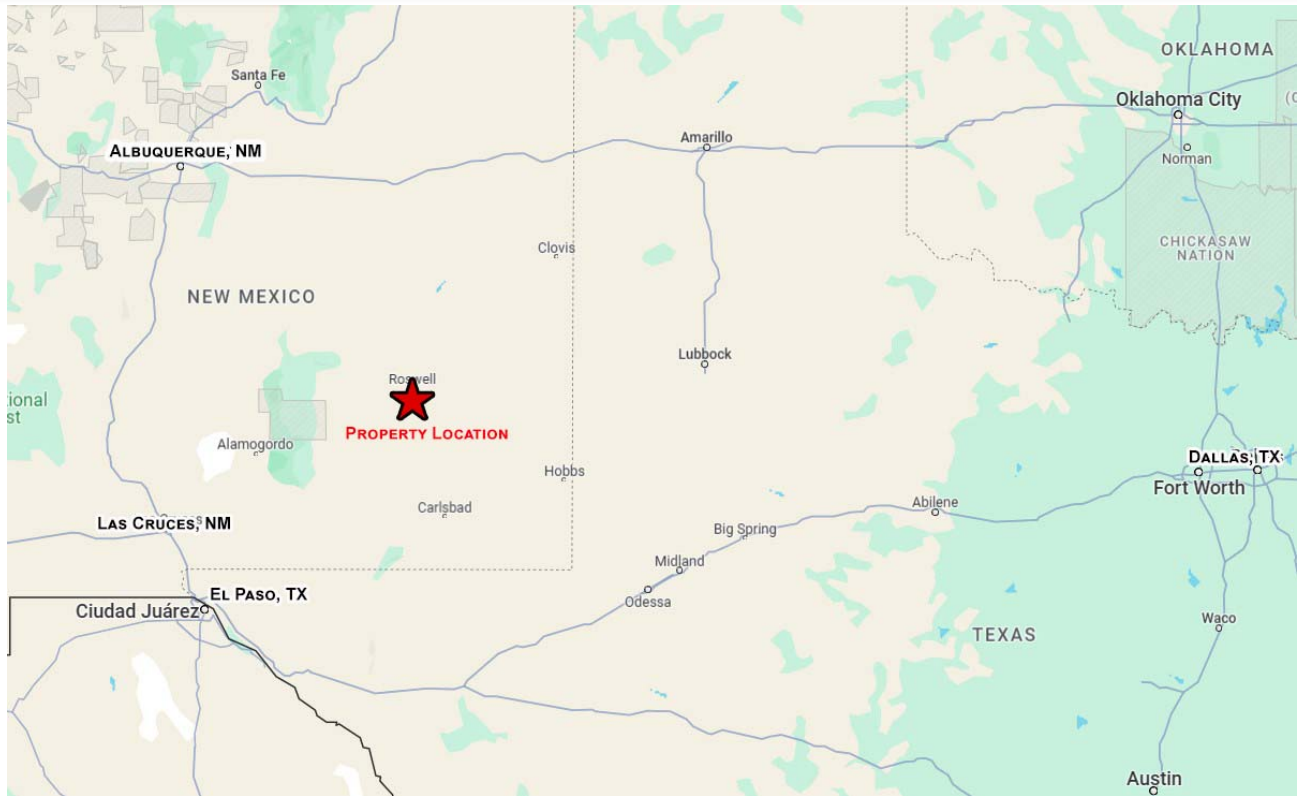 OKLAHOMA
Santa Fe
Oklahoma City
Amarillo
ALBUQUERQUE, NM
Norman
CHICKASAW
NATION
Clovis
NEW MEXICO
Lubbock
Roswell
PROPERTY LOCATION
Alamogordo
DALLAS, TX
Hobbs
Fort Worth
Carlsbad
Abilene
LAS CRUCES, NM
Big Spring
Midland
EL PASO, TX
Odessa
Ciudad Juárez
Waco
TEXAS
Austin